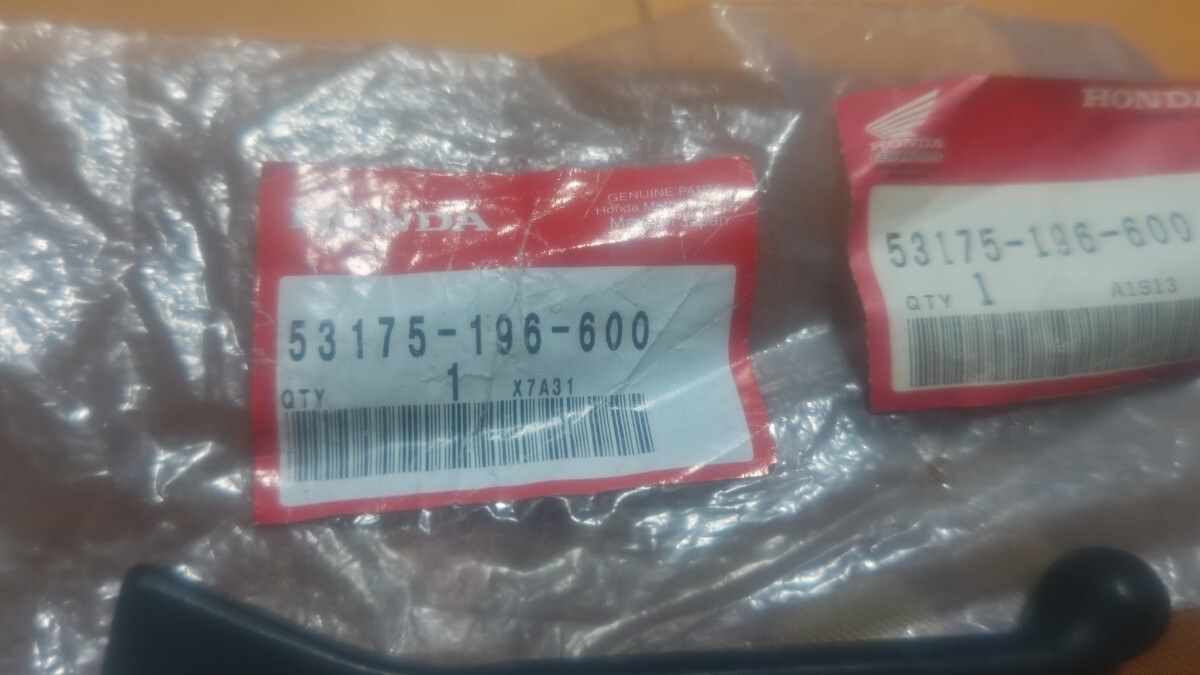 HONDA
GENUINE PARTS
53175-196-600
QTY 1 X7A31
HONDA
HONDA
53175-196-600
QTY 1 A1S13